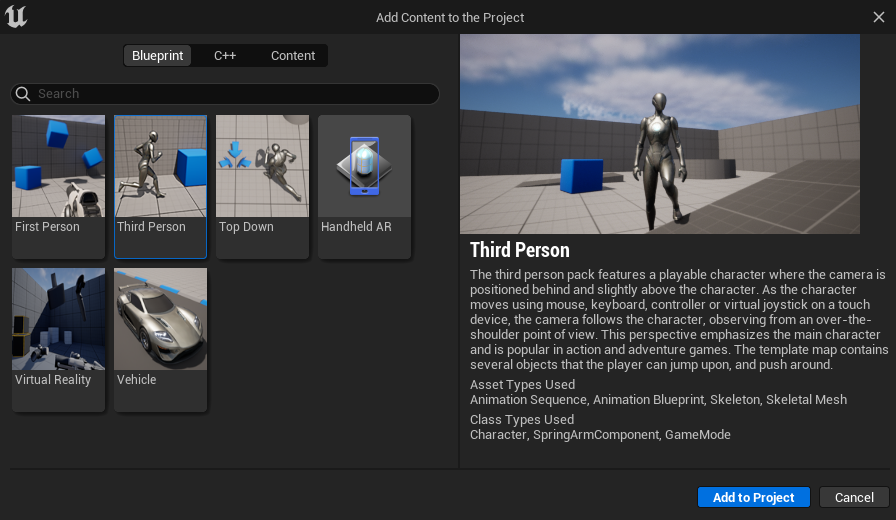 Add Content to the Project
Blueprint
C++
Content
Search
First Person
Third Person
Top Down
Handheld AR
Virtual Reality
Vehicle
Third Person
The third person pack features a playable character where the camera is
positioned behind and slightly above the character. As the character
moves using mouse, keyboard, controller or virtual joystick on a touch
device, the camera follows the character, observing from an over-the-
shoulder point of view. This perspective emphasizes the main character
and is popular in action and adventure games. The template map contains
several objects that the player can jump upon, and push around.
Asset Types Used
Animation Sequence, Animation Blueprint, Skeleton, Skeletal Mesh
Class Types Used
Character, SpringArmComponent, GameMode
Add to Project
Cancel